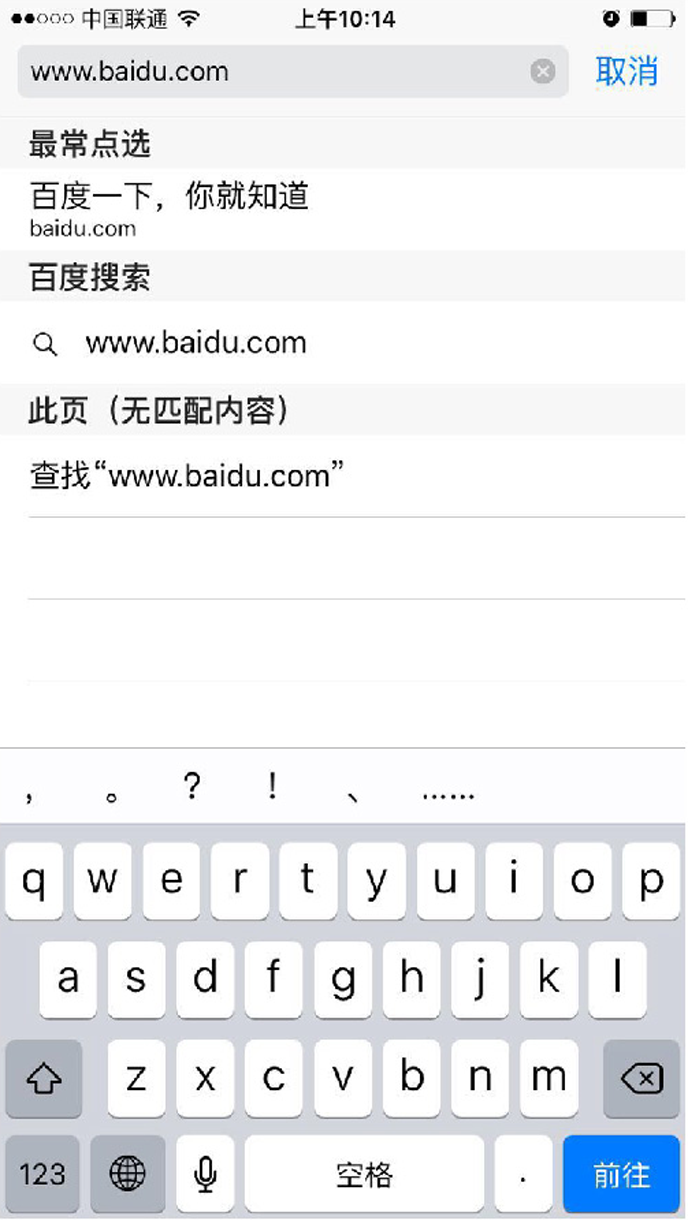 中国联通
上午10:14
www.baidu.com
取消
最常点选
百度一下，你就知道
baidu.com
百度搜索
www.baidu.com
此页（无匹配内容）
查找“www.baidu.com”
， 。 ？ ！ 、 ……
q w e r t y u i o p
a s d f g h j k l
z x c v b n m
123 空格 . 前往